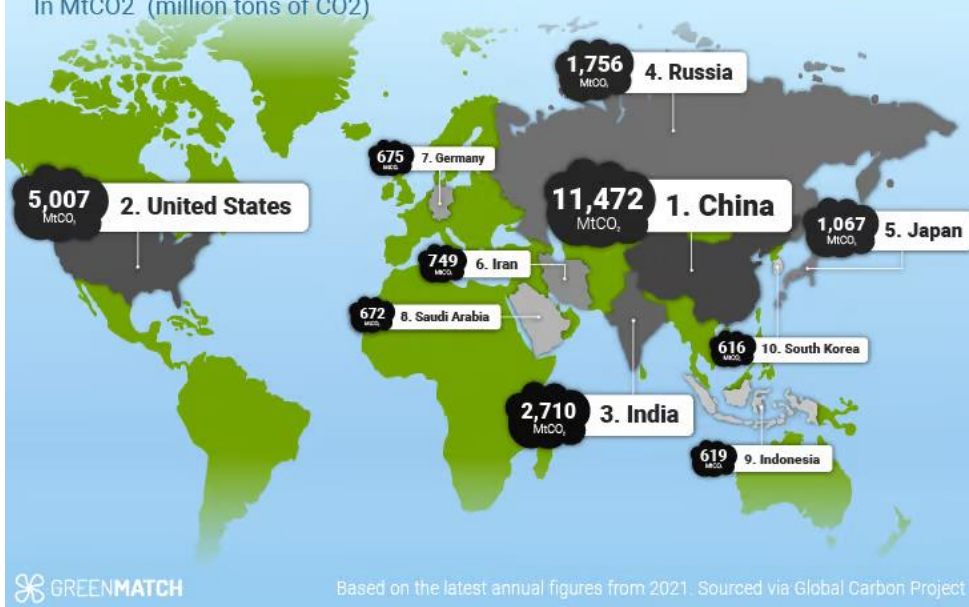 In MtCO2 (million tons of CO2)
1,756
MtCO₂
4. Russia
675
MtCO₂
7. Germany
5,007
MtCO₂
2. United States
11,472
MtCO₂
1. China
1,067
MtCO₂
5. Japan
749
MtCO₂
6. Iran
672
MtCO₂
8. Saudi Arabia
616
MtCO₂
10. South Korea
2,710
MtCO₂
3. India
619
MtCO₂
9. Indonesia
GREENMATCH
Based on the latest annual figures from 2021. Sourced via Global Carbon Project